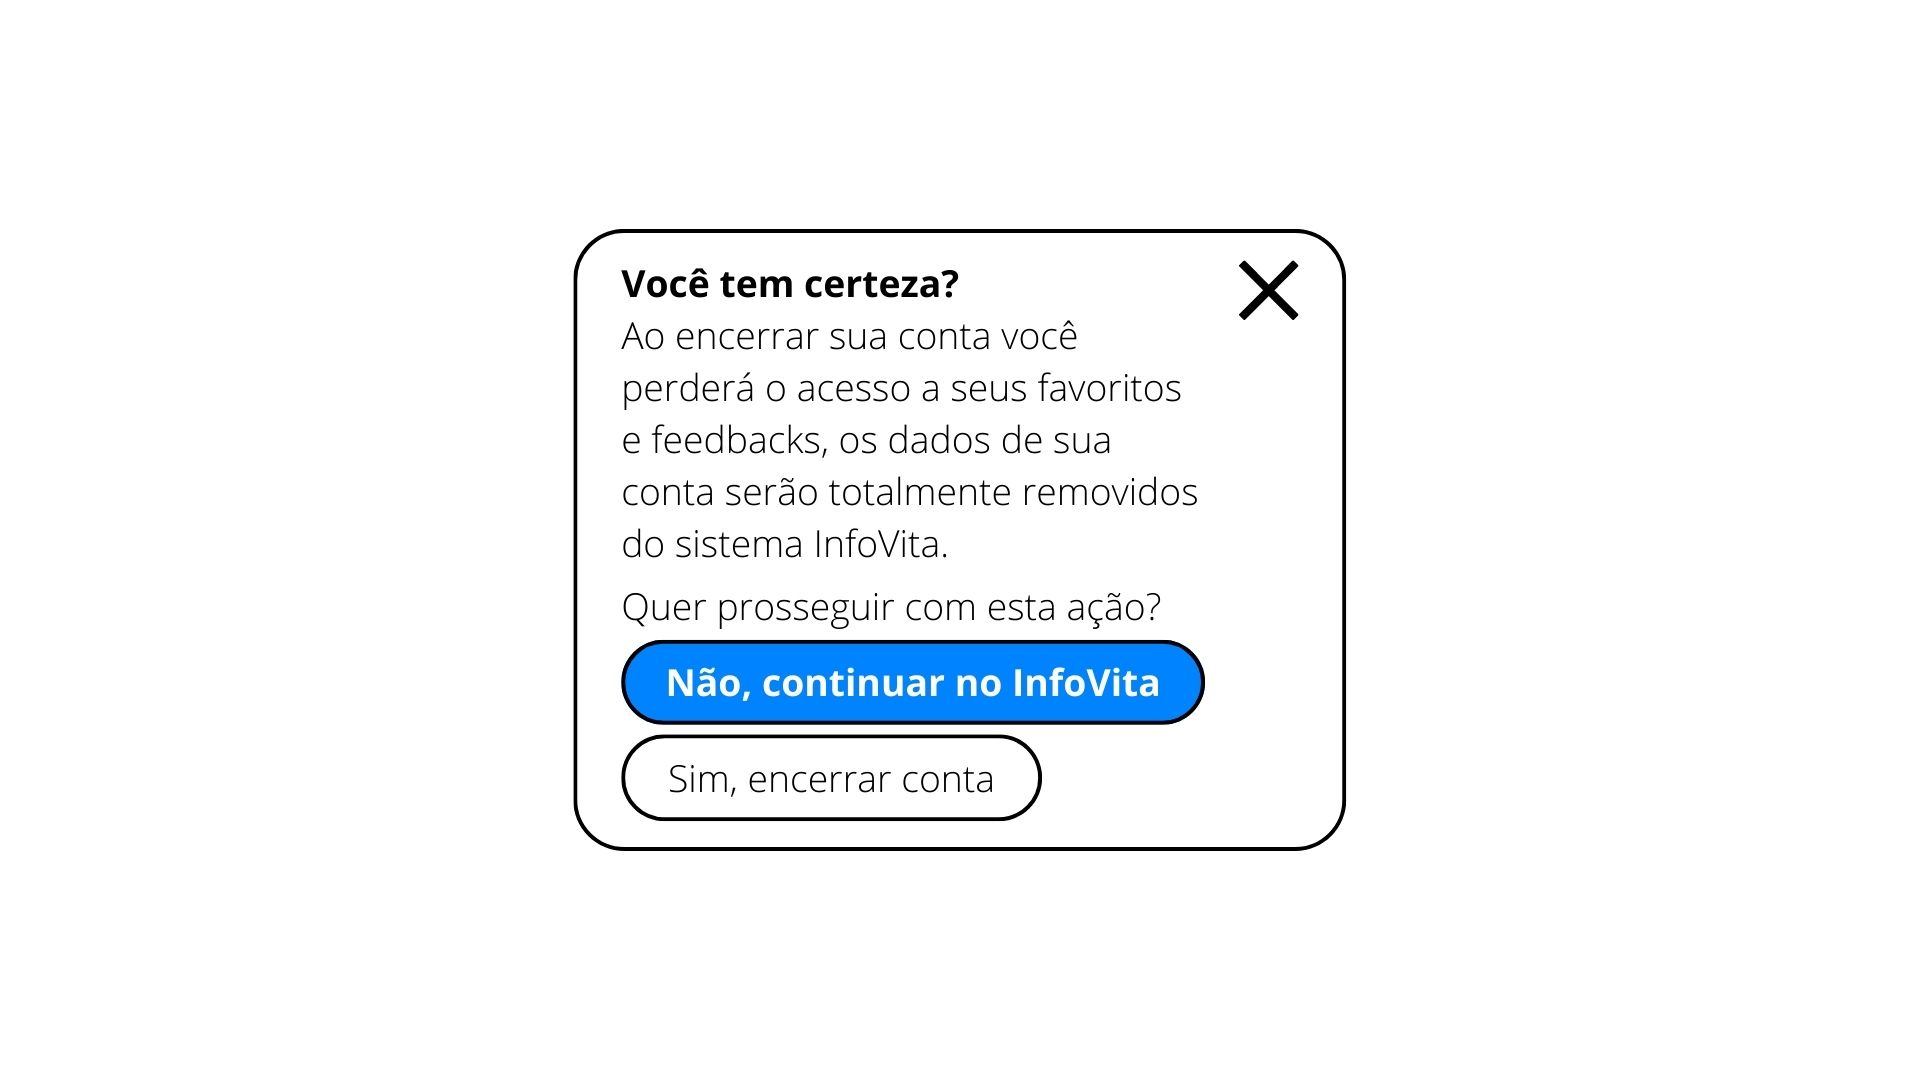 Você tem certeza?
Ao encerrar sua conta você
perderá o acesso a seus favoritos
e feedbacks, os dados de sua
conta serão totalmente removidos
do sistema InfoVita.
Quer prosseguir com esta ação?
Não, continuar no InfoVita
Sim, encerrar conta